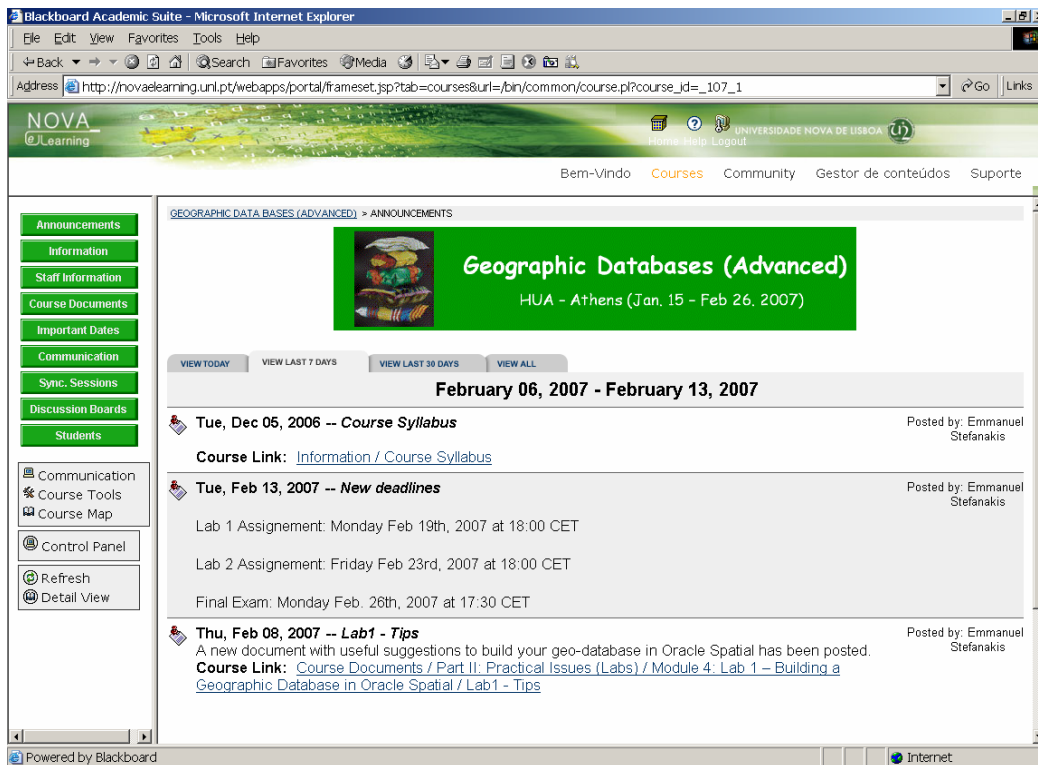 Blackboard Academic Suite - Microsoft Internet Explorer
File Edit View Favorites Tools Help
Back Search Favorites Media
Address http://novaelearning.unl.pt/webapps/portal/frameset.jsp?tab=courses&url=/bin/common/course.pl?course_id=_107_1 Go Links
NOVA_
(e)Learning
UNIVERSIDADE NOVA DE LISBOA
Home Help Logout
Bem-Vindo Courses Community Gestor de conteúdos Suporte
Announcements
Information
Staff Information
Course Documents
Important Dates
Communication
Sync. Sessions
Discussion Boards
Students
Communication
Course Tools
Course Map
Control Panel
Refresh
Detail View
GEOGRAPHIC DATA BASES (ADVANCED) > ANNOUNCEMENTS
Geographic Databases (Advanced)
HUA - Athens (Jan. 15 - Feb 26, 2007)
VIEW TODAY VIEW LAST 7 DAYS VIEW LAST 30 DAYS VIEW ALL
February 06, 2007 - February 13, 2007
Tue, Dec 05, 2006 -- Course Syllabus
Posted by: Emmanuel
Stefanakis
Course Link: Information / Course Syllabus
Tue, Feb 13, 2007 -- New deadlines
Posted by: Emmanuel
Stefanakis
Lab 1 Assignement: Monday Feb 19th, 2007 at 18:00 CET
Lab 2 Assignement: Friday Feb 23rd, 2007 at 18:00 CET
Final Exam: Monday Feb. 26th, 2007 at 17:30 CET
Thu, Feb 08, 2007 -- Lab1 - Tips
Posted by: Emmanuel
Stefanakis
A new document with useful suggestions to build your geo-database in Oracle Spatial has been posted.
Course Link: Course Documents / Part II: Practical Issues (Labs) / Module 4: Lab 1 – Building a
Geographic Database in Oracle Spatial / Lab1 - Tips
Powered by Blackboard
Internet